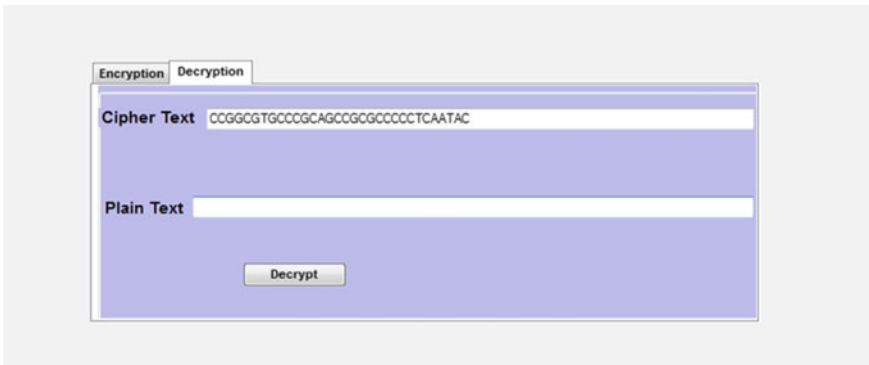 Encryption Decryption
Cipher Text CCGGCGTGCCCGCAGCCGCGCCCCCTCAATAC
Plain Text
Decrypt